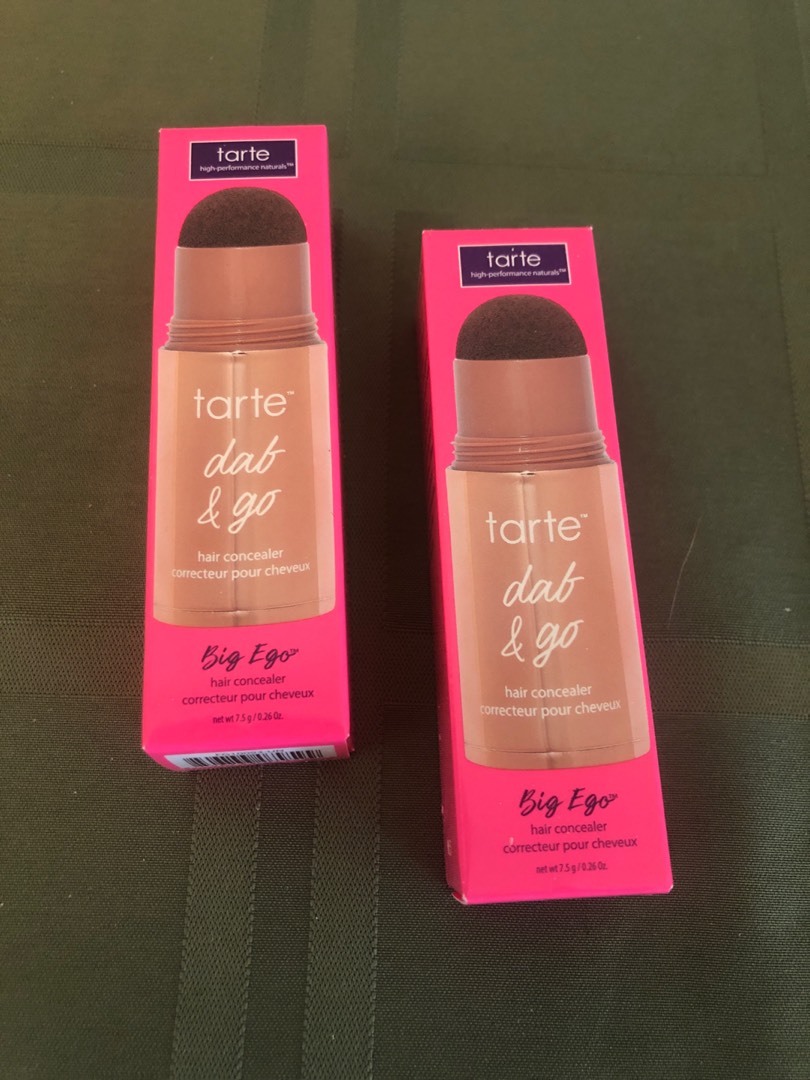 tarte
high-performance naturals™
tarte™
dab
& go
hair concealer
correcteur pour cheveux
Big Ego™
hair concealer
correcteur pour cheveux
net wt 7.5 g / 0.26 Oz.
tarte
high-performance naturals™
tarte™
dab
& go
hair concealer
correcteur pour cheveux
Big Ego™
hair concealer
correcteur pour cheveux
net wt 7.5 g / 0.26 Oz.